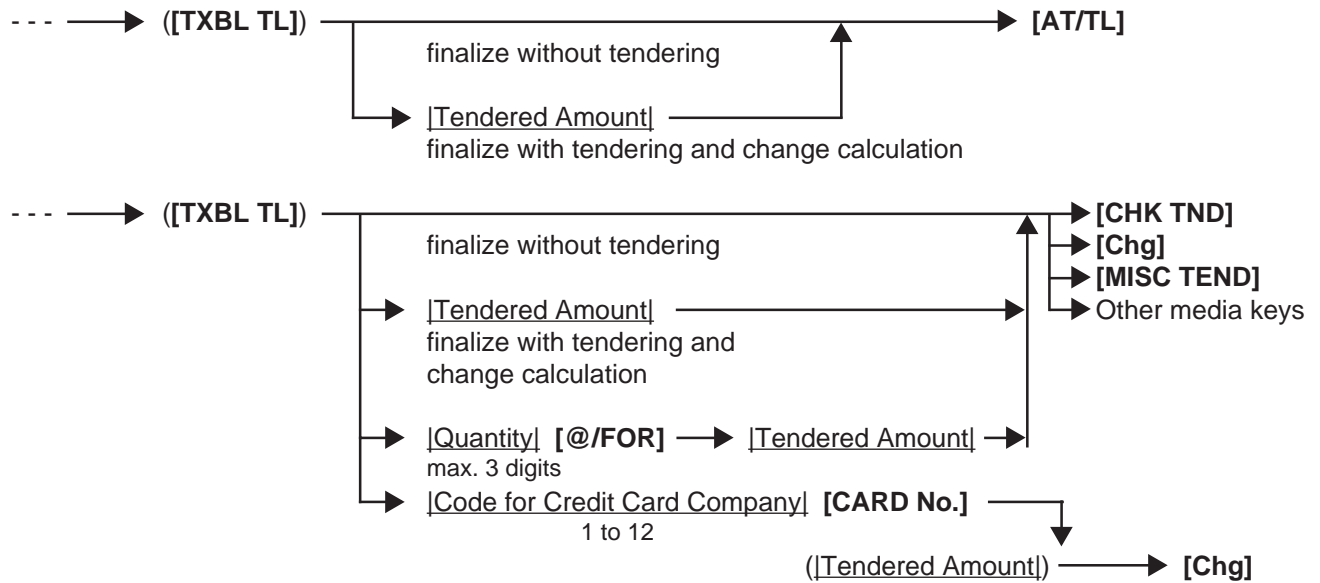 - - - ([TXBL TL]) [AT/TL]
finalize without tendering
|Tendered Amount|
finalize with tendering and change calculation
- - - ([TXBL TL]) [CHK TND]
finalize without tendering [Chg]
[MISC TEND]
|Tendered Amount| Other media keys
finalize with tendering and
change calculation
|Quantity| [@/FOR] |Tendered Amount|
max. 3 digits
|Code for Credit Card Company| [CARD No.]
1 to 12
(|Tendered Amount|) [Chg]